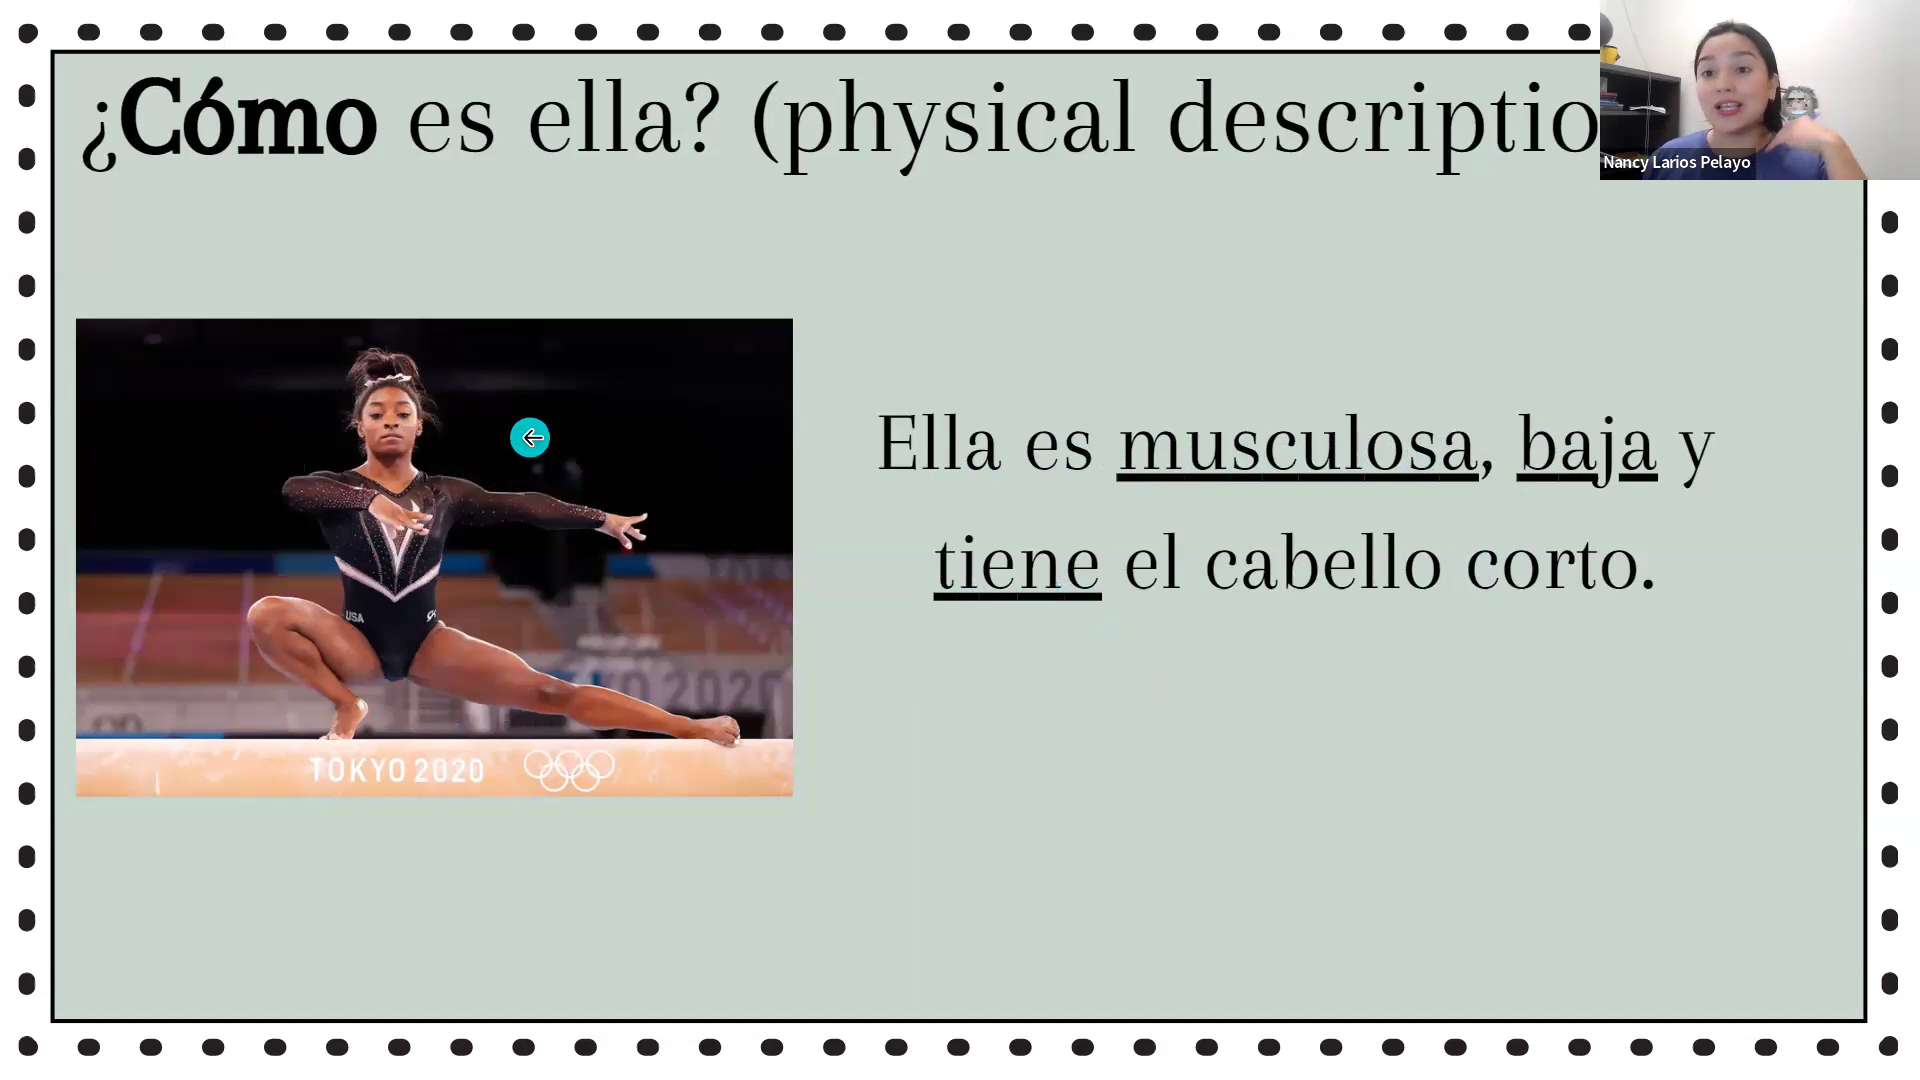 ¿Cómo es ella? (physical descriptio
Nancy Larios Pelayo
Ella es musculosa, baja y
tiene el cabello corto.
USA
2020
TOKYO 2020